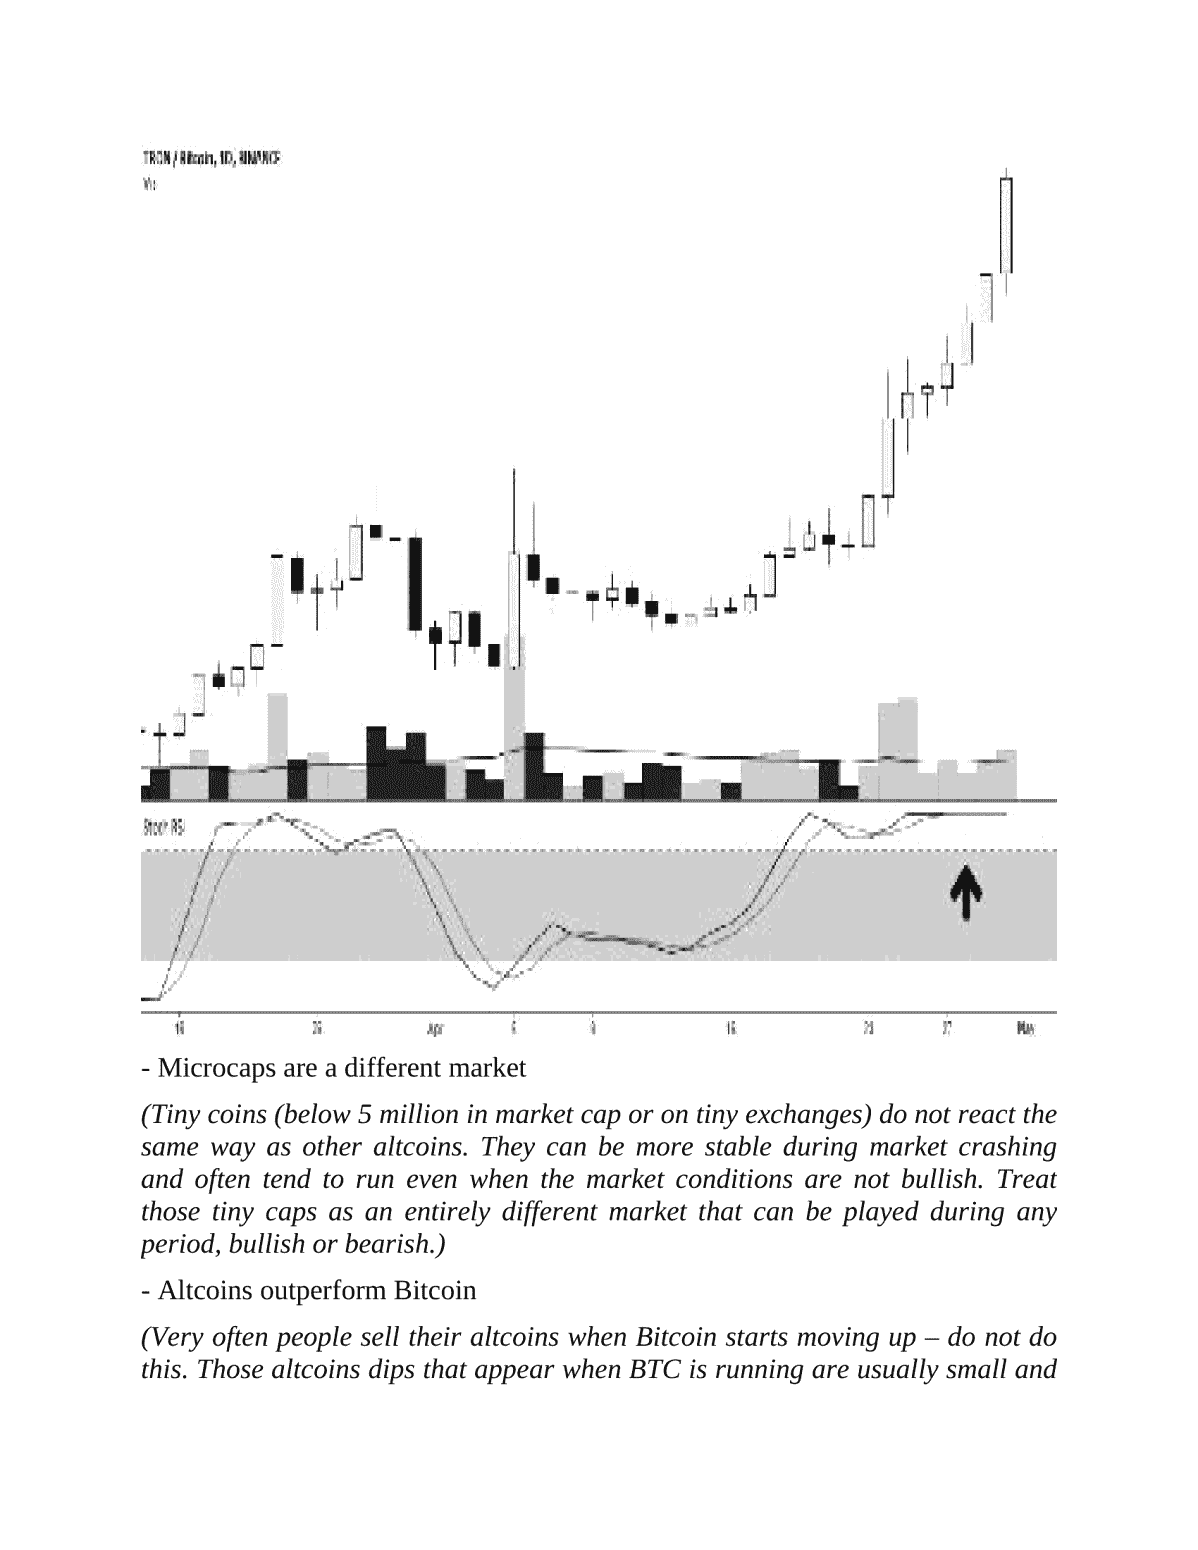 TRON / Bitcoin, 1D, BINANCE
Vol
Stoch RSI
Apr
May
- Microcaps are a different market
(Tiny coins (below 5 million in market cap or on tiny exchanges) do not react the
same way as other altcoins. They can be more stable during market crashing
and often tend to run even when the market conditions are not bullish. Treat
those tiny caps as an entirely different market that can be played during any
period, bullish or bearish.)
- Altcoins outperform Bitcoin
(Very often people sell their altcoins when Bitcoin starts moving up – do not do
this. Those altcoins dips that appear when BTC is running are usually small and